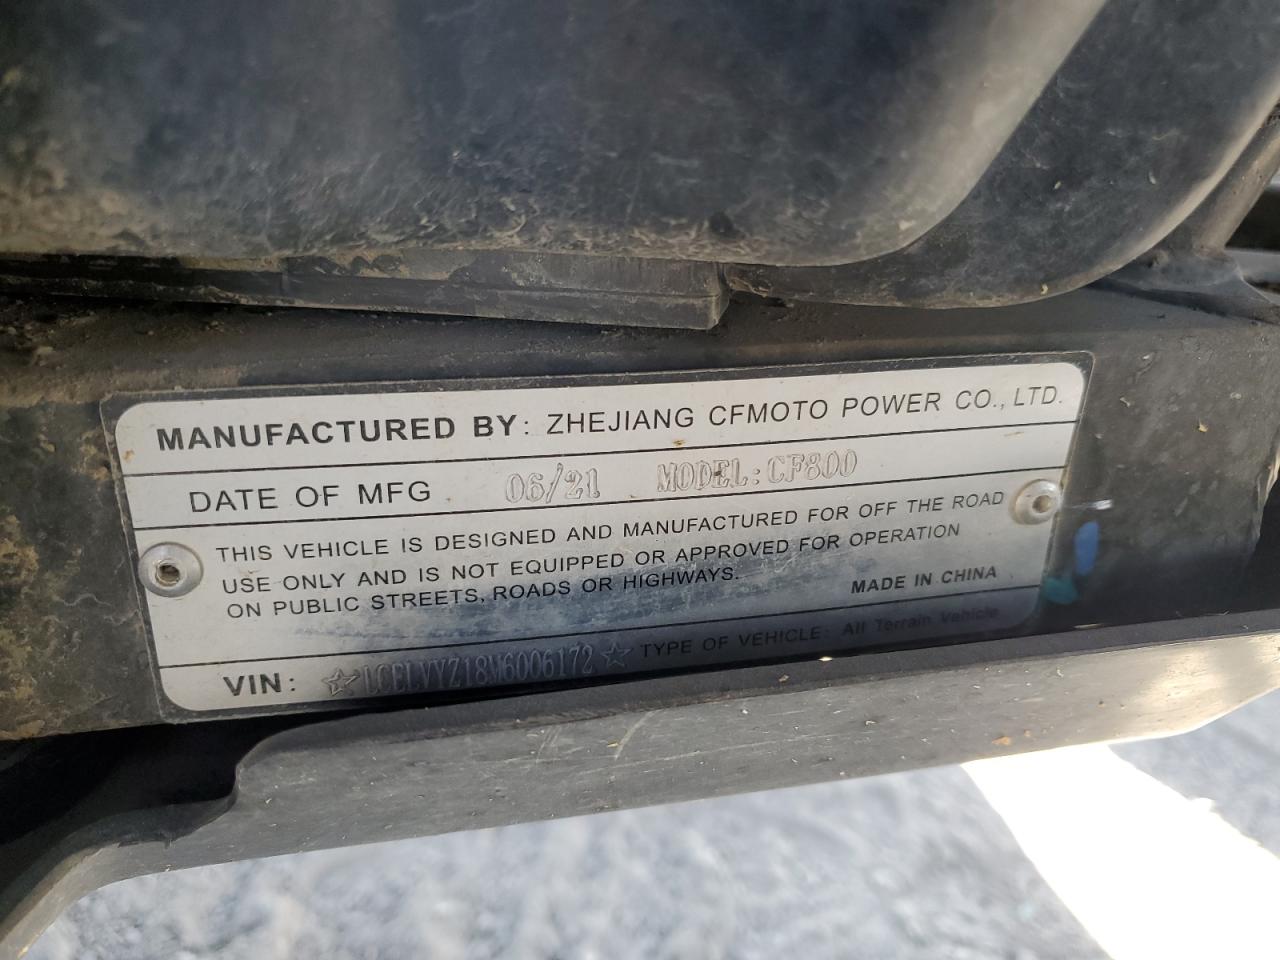 MANUFACTURED BY: ZHEJIANG CFMOTO POWER CO., LTD.
DATE OF MFG 06/21 MODEL:CF800
THIS VEHICLE IS DESIGNED AND MANUFACTURED FOR OFF THE ROAD
USE ONLY AND IS NOT EQUIPPED OR APPROVED FOR OPERATION
ON PUBLIC STREETS, ROADS OR HIGHWAYS.
MADE IN CHINA
VIN: ☆LCELVYZ18M6006172☆ TYPE OF VEHICLE: All Terrain Vehicle